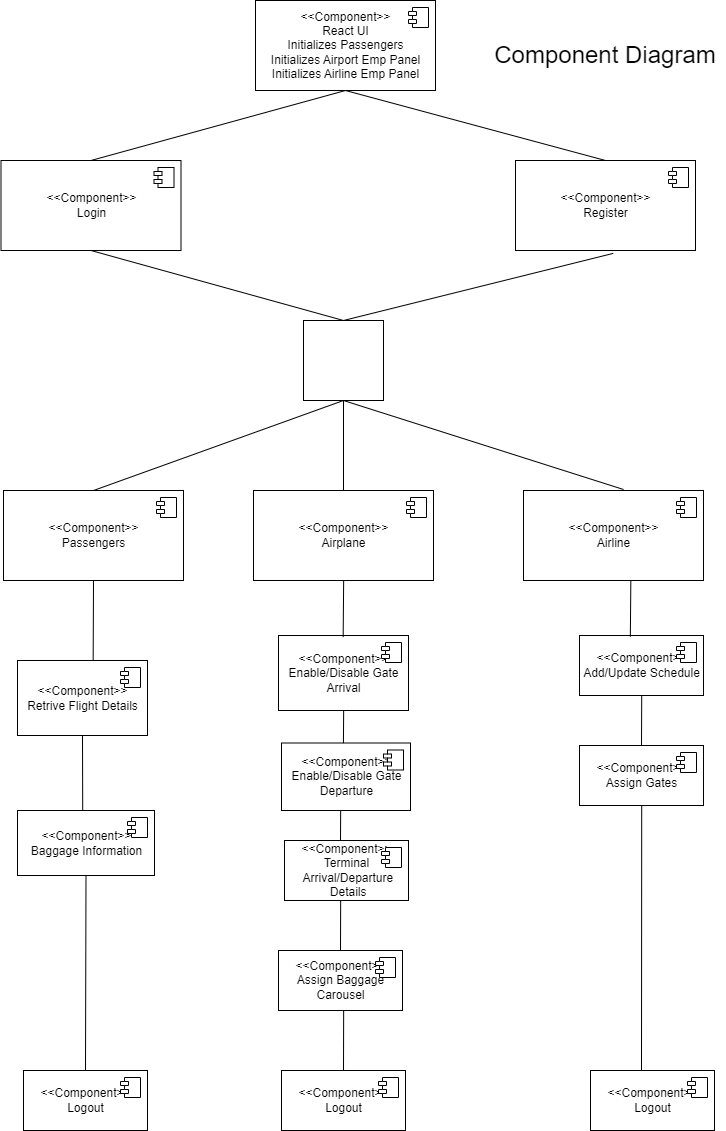 <<Component>>
React UI
Initializes Passengers
Initializes Airport Emp Panel
Initializes Airline Emp Panel
Component Diagram
<<Component>>
Login
<<Component>>
Register
<<Component>>
Passengers
<<Component>>
Airplane
<<Component>>
Airline
<<Component>>
Retrive Flight Details
<<Component>>
Enable/Disable Gate
Arrival
<<Component>>
Add/Update Schedule
<<Component>>
Enable/Disable Gate
Departure
<<Component>>
Assign Gates
<<Component>>
Baggage Information
<<Component>>
Terminal
Arrival/Departure
Details
<<Component>>
Assign Baggage
Carousel
<<Component>>
Logout
<<Component>>
Logout
<<Component>>
Logout